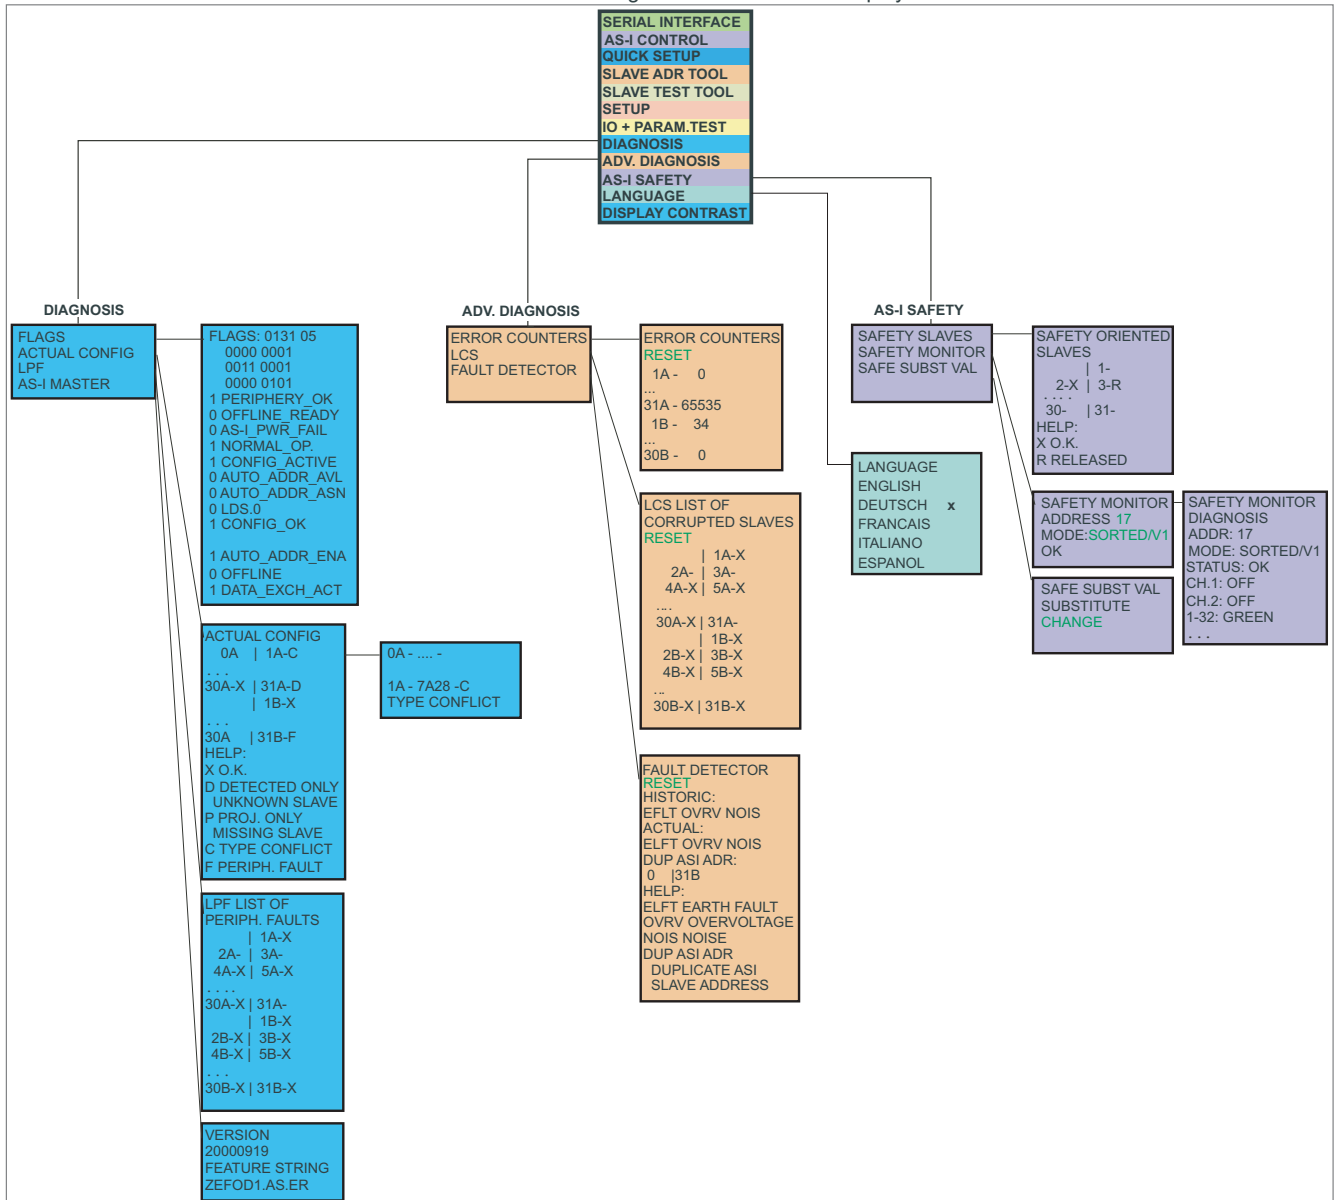 SERIAL INTERFACE
AS-I CONTROL
QUICK SETUP
SLAVE ADR TOOL
SLAVE TEST TOOL
SETUP
IO + PARAM.TEST
DIAGNOSIS
ADV. DIAGNOSIS
AS-I SAFETY
LANGUAGE
DISPLAY CONTRAST
DIAGNOSIS
FLAGS
ACTUAL CONFIG
LPF
AS-I MASTER
FLAGS: 0131 05
0000 0001
0011 0001
0000 0101
1 PERIPHERY_OK
0 OFFLINE_READY
0 AS-I_PWR_FAIL
1 NORMAL_OP.
1 CONFIG_ACTIVE
0 AUTO_ADDR_AVL
0 AUTO_ADDR_ASN
0 LDS.0
1 CONFIG_OK
1 AUTO_ADDR_ENA
0 OFFLINE
1 DATA_EXCH_ACT
ACTUAL CONFIG
0A | 1A-C
. . .
30A-X | 31A-D
| 1B-X
. . .
30A | 31B-F
HELP:
X O.K.
D DETECTED ONLY
UNKNOWN SLAVE
P PROJ. ONLY
MISSING SLAVE
C TYPE CONFLICT
F PERIPH. FAULT
0A - .... -
1A - 7A28 -C
TYPE CONFLICT
LPF LIST OF
PERIPH. FAULTS
| 1A-X
2A- | 3A-
4A-X | 5A-X
. . . .
30A-X | 31A-
| 1B-X
2B-X | 3B-X
4B-X | 5B-X
. . .
30B-X | 31B-X
VERSION
20000919
FEATURE STRING
ZEFOD1.AS.ER
ADV. DIAGNOSIS
ERROR COUNTERS
LCS
FAULT DETECTOR
ERROR COUNTERS
RESET
1A - 0
...
31A - 65535
1B - 34
...
30B - 0
LCS LIST OF
CORRUPTED SLAVES
RESET
| 1A-X
2A- | 3A-
4A-X | 5A-X
....
30A-X | 31A-
| 1B-X
2B-X | 3B-X
4B-X | 5B-X
...
30B-X | 31B-X
FAULT DETECTOR
RESET
HISTORIC:
EFLT OVRV NOIS
ACTUAL:
ELFT OVRV NOIS
DUP ASI ADR:
0 |31B
HELP:
ELFT EARTH FAULT
OVRV OVERVOLTAGE
NOIS NOISE
DUP ASI ADR
DUPLICATE ASI
SLAVE ADDRESS
AS-I SAFETY
SAFETY SLAVES
SAFETY MONITOR
SAFE SUBST VAL
SAFETY ORIENTED
SLAVES
| 1-
2-X | 3-R
. . . .
30- | 31-
HELP:
X O.K.
R RELEASED
LANGUAGE
ENGLISH
DEUTSCH x
FRANCAIS
ITALIANO
ESPANOL
SAFETY MONITOR
ADDRESS 17
MODE:SORTED/V1
OK
SAFETY MONITOR
DIAGNOSIS
ADDR: 17
MODE: SORTED/V1
STATUS: OK
CH.1: OFF
CH.2: OFF
1-32: GREEN
. . .
SAFE SUBST VAL
SUBSTITUTE
CHANGE